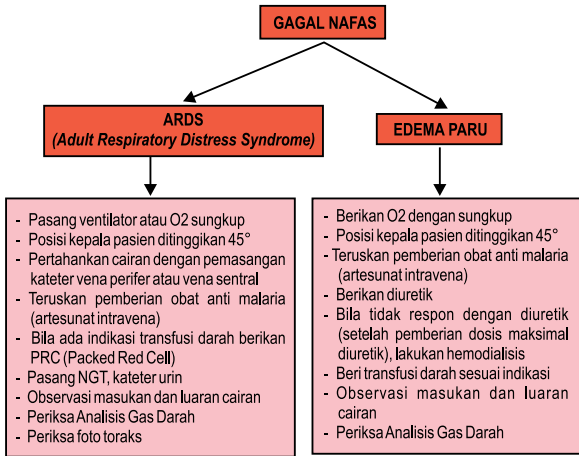 GAGAL NAFAS
ARDS
(Adult Respiratory Distress Syndrome)
EDEMA PARU
- Pasang ventilator atau O2 sungkup
- Posisi kepala pasien ditinggikan 45°
- Pertahankan cairan dengan pemasangan
kateter vena perifer atau vena sentral
- Teruskan pemberian obat anti malaria
(artesunat intravena)
- Bila ada indikasi transfusi darah berikan
PRC (Packed Red Cell)
- Pasang NGT, kateter urin
- Observasi masukan dan luaran cairan
- Periksa Analisis Gas Darah
- Periksa foto toraks
- Berikan O2 dengan sungkup
- Posisi kepala pasien ditinggikan 45°
-Teruskan pemberian obat anti malaria
(artesunat intravena)
- Berikan diuretik
- Bila tidak respon dengan diuretik
(setelah pemberian dosis maksimal
diuretik), lakukan hemodialisis
- Beri transfusi darah sesuai indikasi
- Observasi masukan dan luaran
cairan
- Periksa Analisis Gas Darah